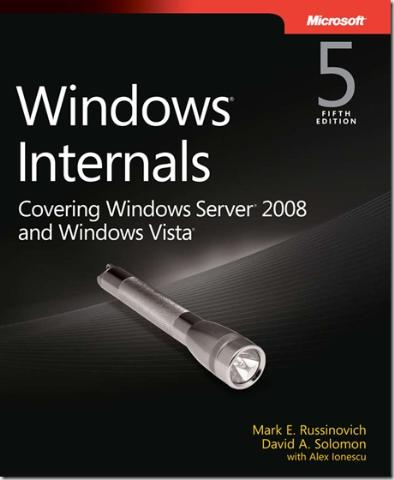 Microsoft
5
FIFTH
EDITION
Windows®
Internals
Covering Windows Server® 2008
and Windows Vista®
Mark E. Russinovich
David A. Solomon
with Alex Ionescu